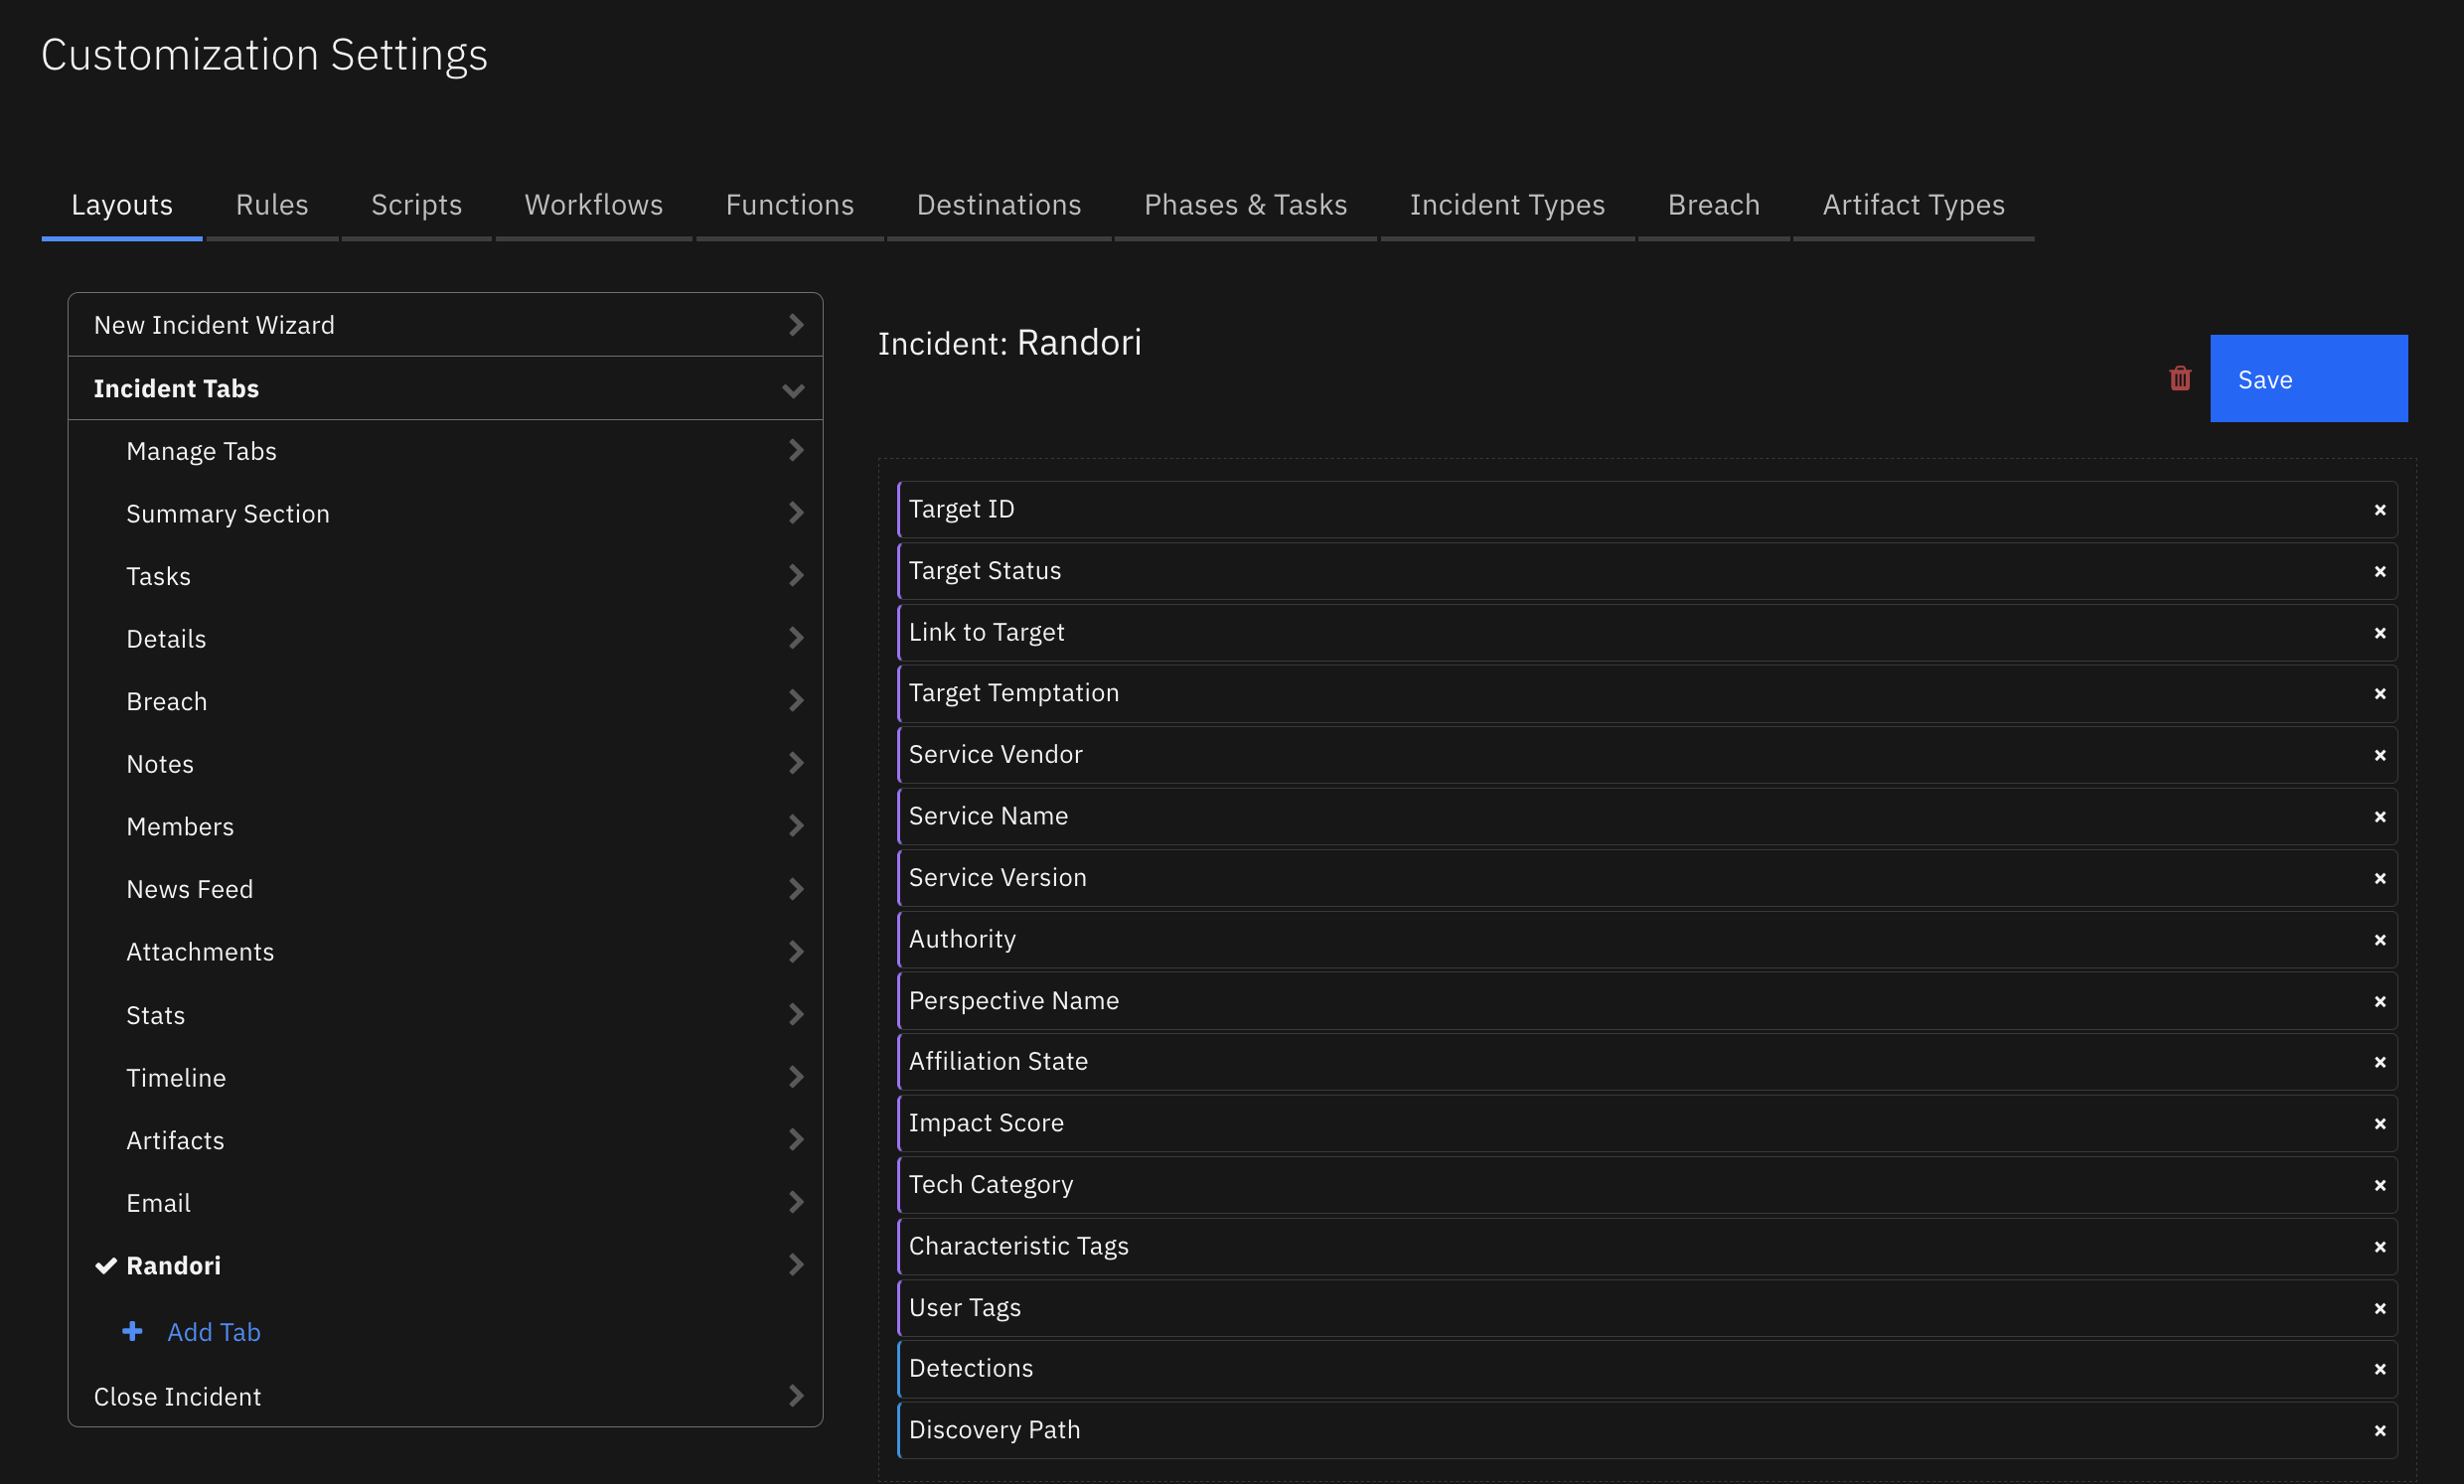 Customization Settings
Layouts Rules Scripts Workflows Functions Destinations Phases & Tasks Incident Types Breach Artifact Types
New Incident Wizard
Incident Tabs
Manage Tabs
Summary Section
Tasks
Details
Breach
Notes
Members
News Feed
Attachments
Stats
Timeline
Artifacts
Email
Randori
Add Tab
Close Incident
Incident: Randori
Save
Target ID
Target Status
Link to Target
Target Temptation
Service Vendor
Service Name
Service Version
Authority
Perspective Name
Affiliation State
Impact Score
Tech Category
Characteristic Tags
User Tags
Detections
Discovery Path